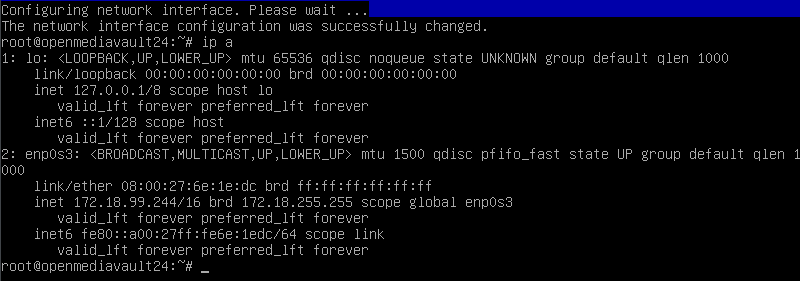 Configuring network interface. Please wait ...
The network interface configuration was successfully changed.
root@openmediavault24:~# ip a
1: lo: <LOOPBACK,UP,LOWER_UP> mtu 65536 qdisc noqueue state UNKNOWN group default qlen 1000
    link/loopback 00:00:00:00:00:00 brd 00:00:00:00:00:00
    inet 127.0.0.1/8 scope host lo
       valid_lft forever preferred_lft forever
    inet6 ::1/128 scope host
       valid_lft forever preferred_lft forever
2: enp0s3: <BROADCAST,MULTICAST,UP,LOWER_UP> mtu 1500 qdisc pfifo_fast state UP group default qlen 1
000
    link/ether 08:00:27:6e:1e:dc brd ff:ff:ff:ff:ff:ff
    inet 172.18.99.244/16 brd 172.18.255.255 scope global enp0s3
       valid_lft forever preferred_lft forever
    inet6 fe80::a00:27ff:fe6e:1edc/64 scope link
       valid_lft forever preferred_lft forever
root@openmediavault24:~# _